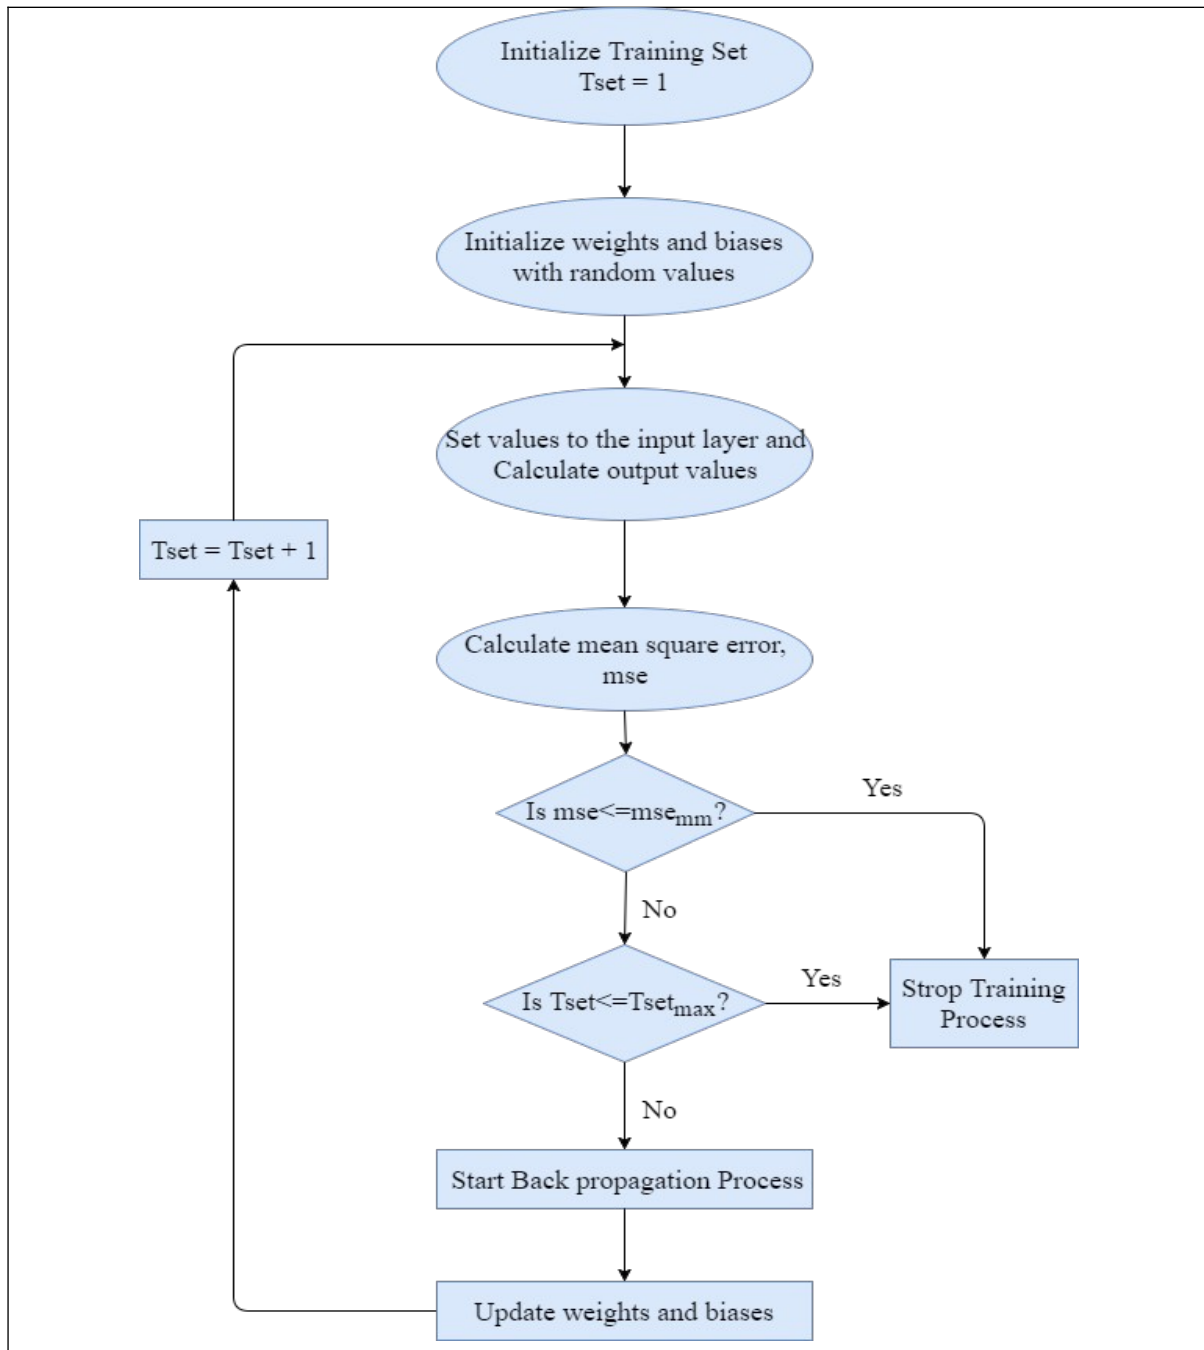 Initialize Training Set
Tset = 1
Initialize weights and biases
with random values
Set values to the input layer and
Calculate output values
Tset = Tset + 1
Calculate mean square error,
mse
Is mse<=mse_mm?
Yes
No
Is Tset<=Tset_max?
Yes
Strop Training
Process
No
Start Back propagation Process
Update weights and biases